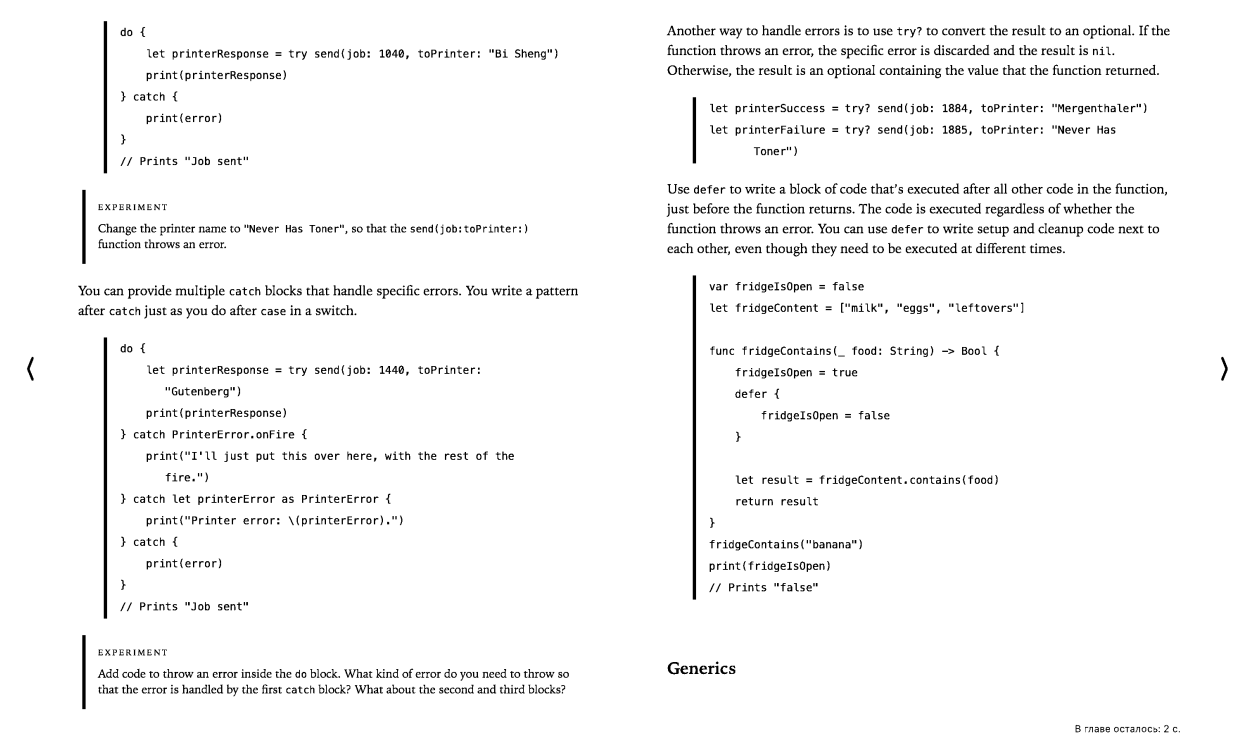 do {
let printerResponse = try send(job: 1040, toPrinter: "Bi Sheng")
print(printerResponse)
} catch {
print(error)
}
// Prints "Job sent"
EXPERIMENT
Change the printer name to "Never Has Toner", so that the send(job:toPrinter:)
function throws an error.
You can provide multiple catch blocks that handle specific errors. You write a pattern
after catch just as you do after case in a switch.
do {
let printerResponse = try send(job: 1440, toPrinter:
"Gutenberg")
print(printerResponse)
} catch PrinterError.onFire {
print("I'll just put this over here, with the rest of the
fire.")
} catch let printerError as PrinterError {
print("Printer error: \(printerError).")
} catch {
print(error)
}
// Prints "Job sent"
EXPERIMENT
Add code to throw an error inside the do block. What kind of error do you need to throw so
that the error is handled by the first catch block? What about the second and third blocks?
Another way to handle errors is to use try? to convert the result to an optional. If the
function throws an error, the specific error is discarded and the result is nil.
Otherwise, the result is an optional containing the value that the function returned.
let printerSuccess = try? send(job: 1884, toPrinter: "Mergenthaler")
let printerFailure = try? send(job: 1885, toPrinter: "Never Has
Toner")
Use defer to write a block of code that's executed after all other code in the function,
just before the function returns. The code is executed regardless of whether the
function throws an error. You can use defer to write setup and cleanup code next to
each other, even though they need to be executed at different times.
var fridgeIsOpen = false
let fridgeContent = ["milk", "eggs", "leftovers"]
func fridgeContains(_ food: String) -> Bool {
fridgeIsOpen = true
defer {
fridgeIsOpen = false
}
let result = fridgeContent.contains(food)
return result
}
fridgeContains("banana")
print(fridgeIsOpen)
// Prints "false"
Generics
В главе осталось: 2 с.